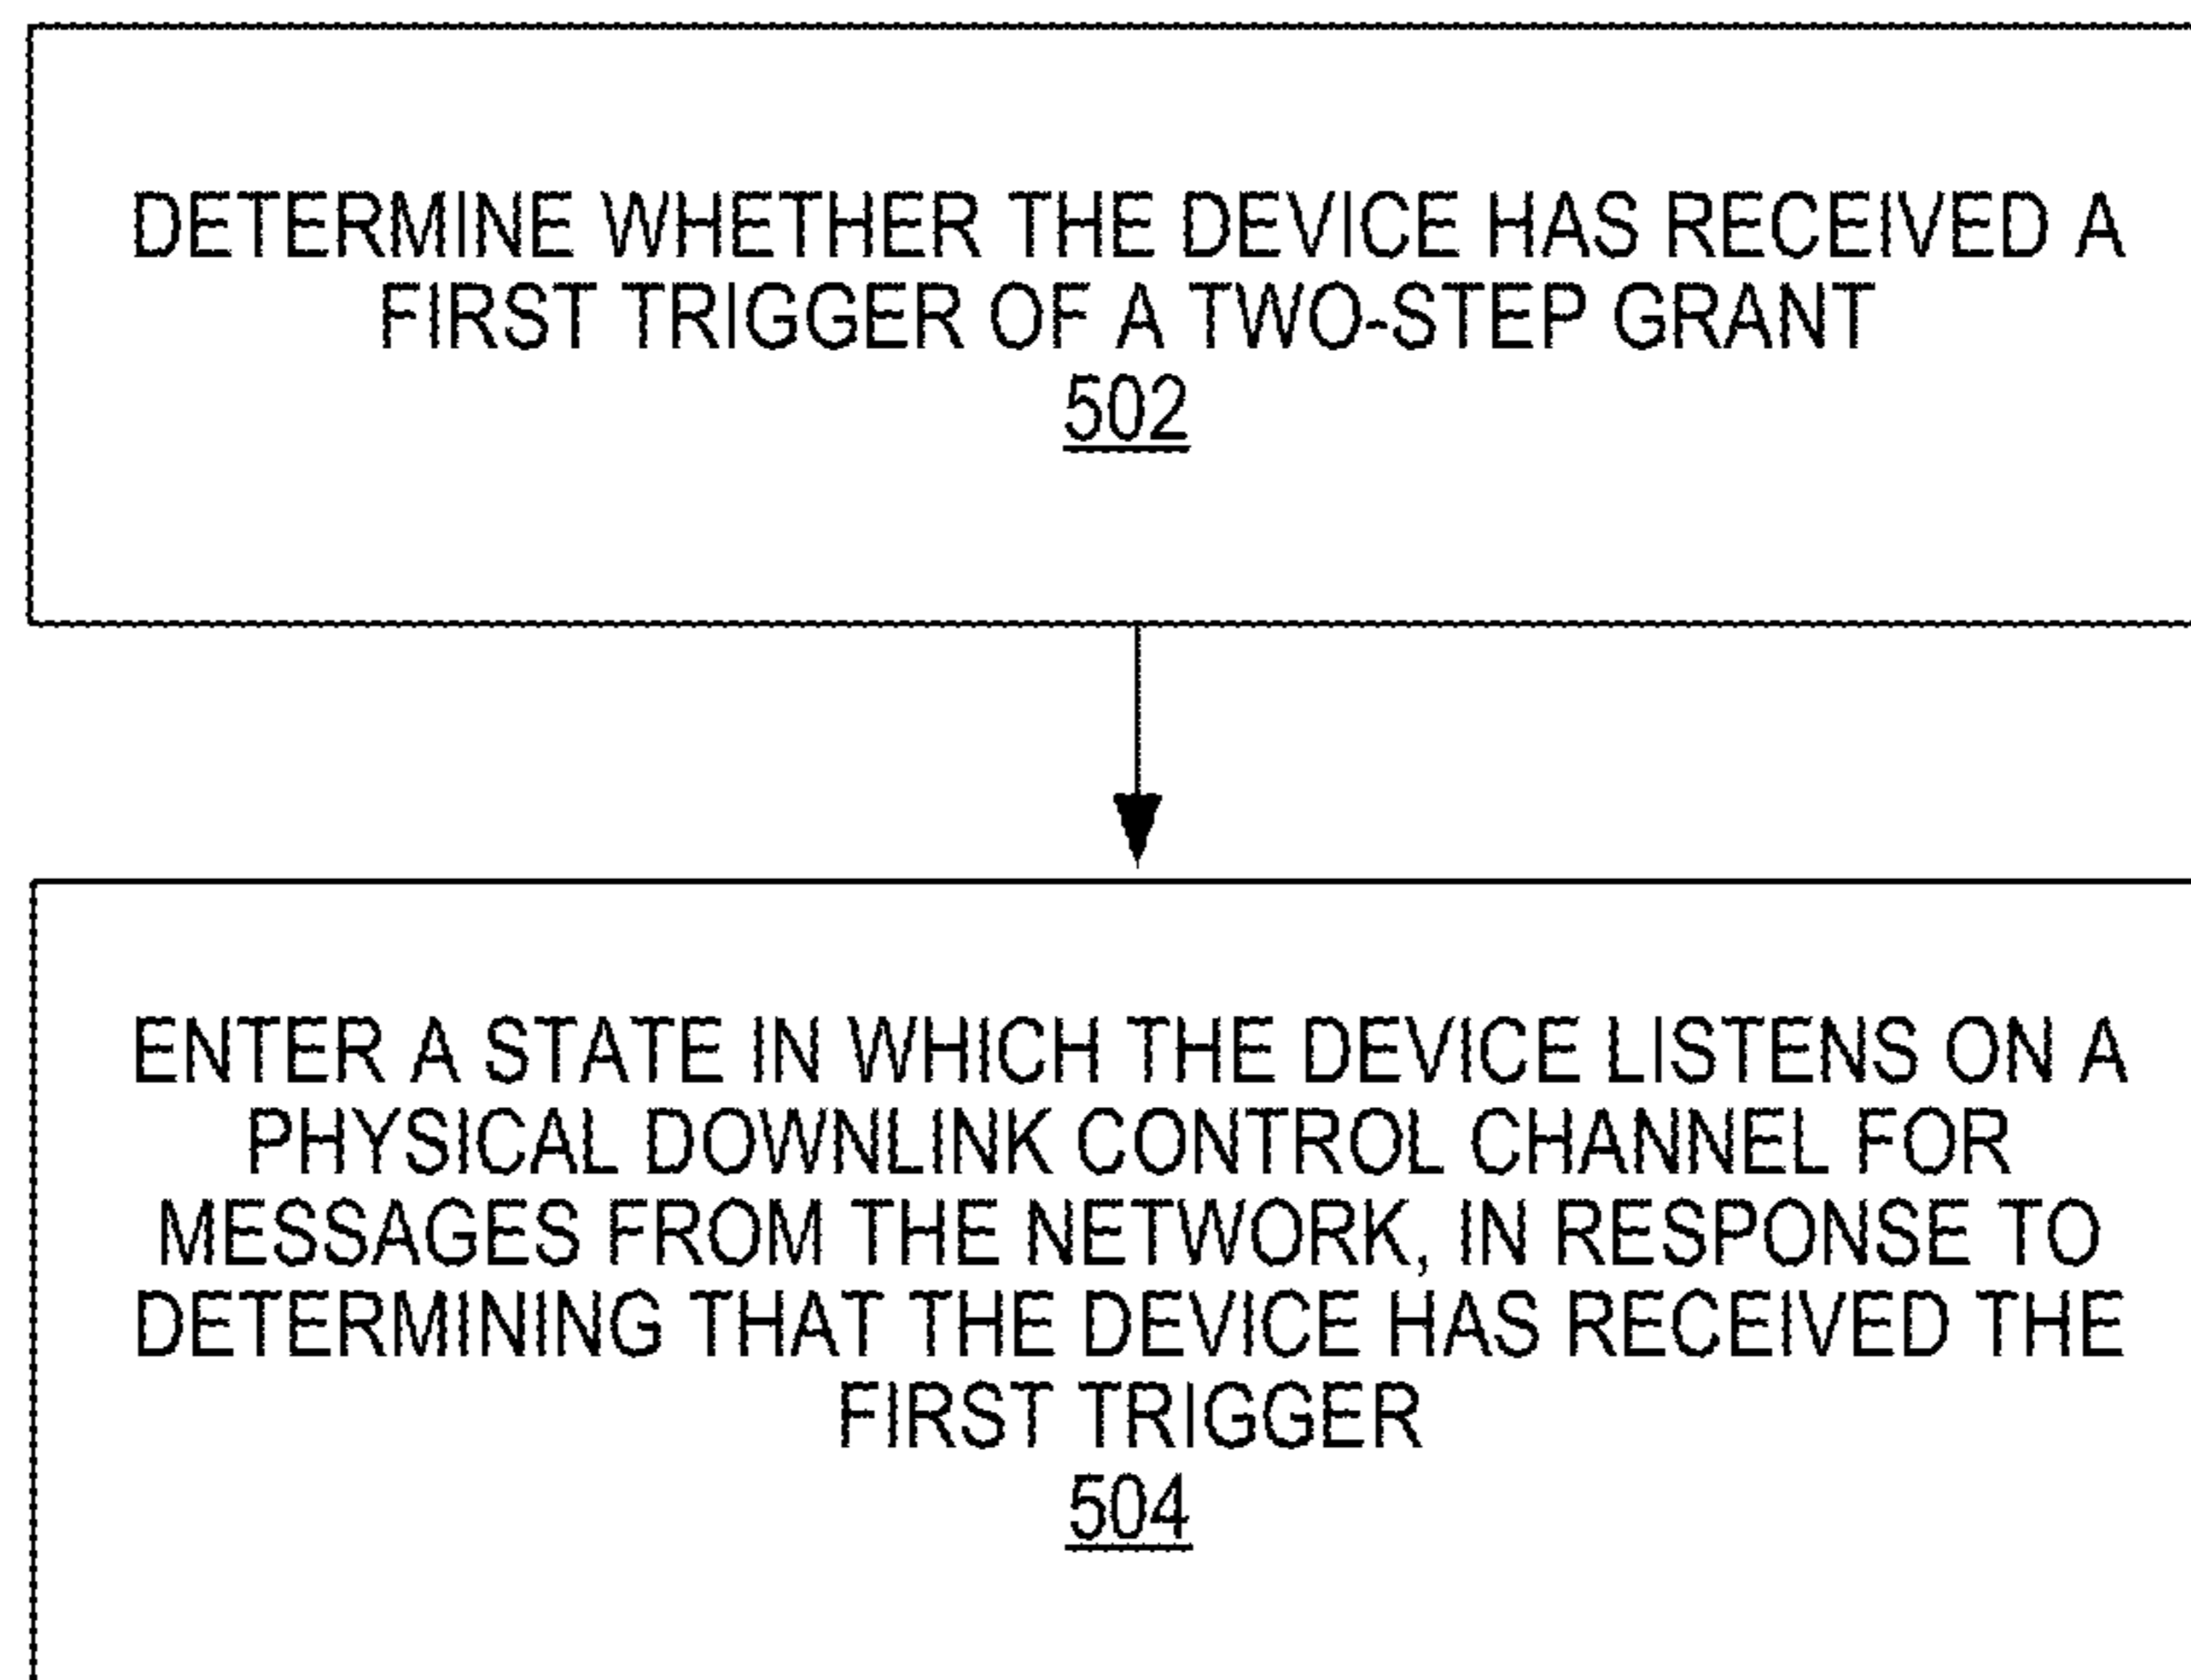 DETERMINE WHETHER THE DEVICE HAS RECEIVED A
FIRST TRIGGER OF A TWO-STEP GRANT
502
ENTER A STATE IN WHICH THE DEVICE LISTENS ON A
PHYSICAL DOWNLINK CONTROL CHANNEL FOR
MESSAGES FROM THE NETWORK, IN RESPONSE TO
DETERMINING THAT THE DEVICE HAS RECEIVED THE
FIRST TRIGGER
504